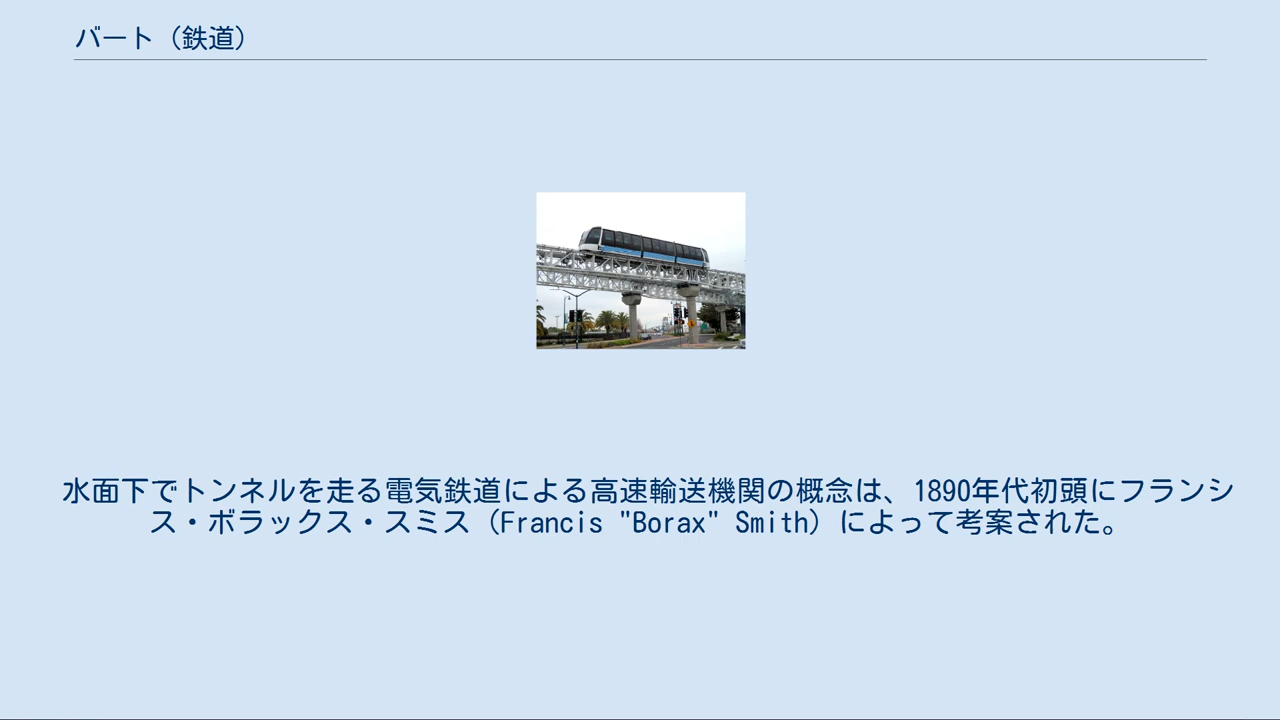 バート（鉄道）
水面下でトンネルを走る電気鉄道による高速輸送機関の概念は、1890年代初頭にフランシ
ス・ボラックス・スミス（Francis "Borax" Smith）によって考案された。